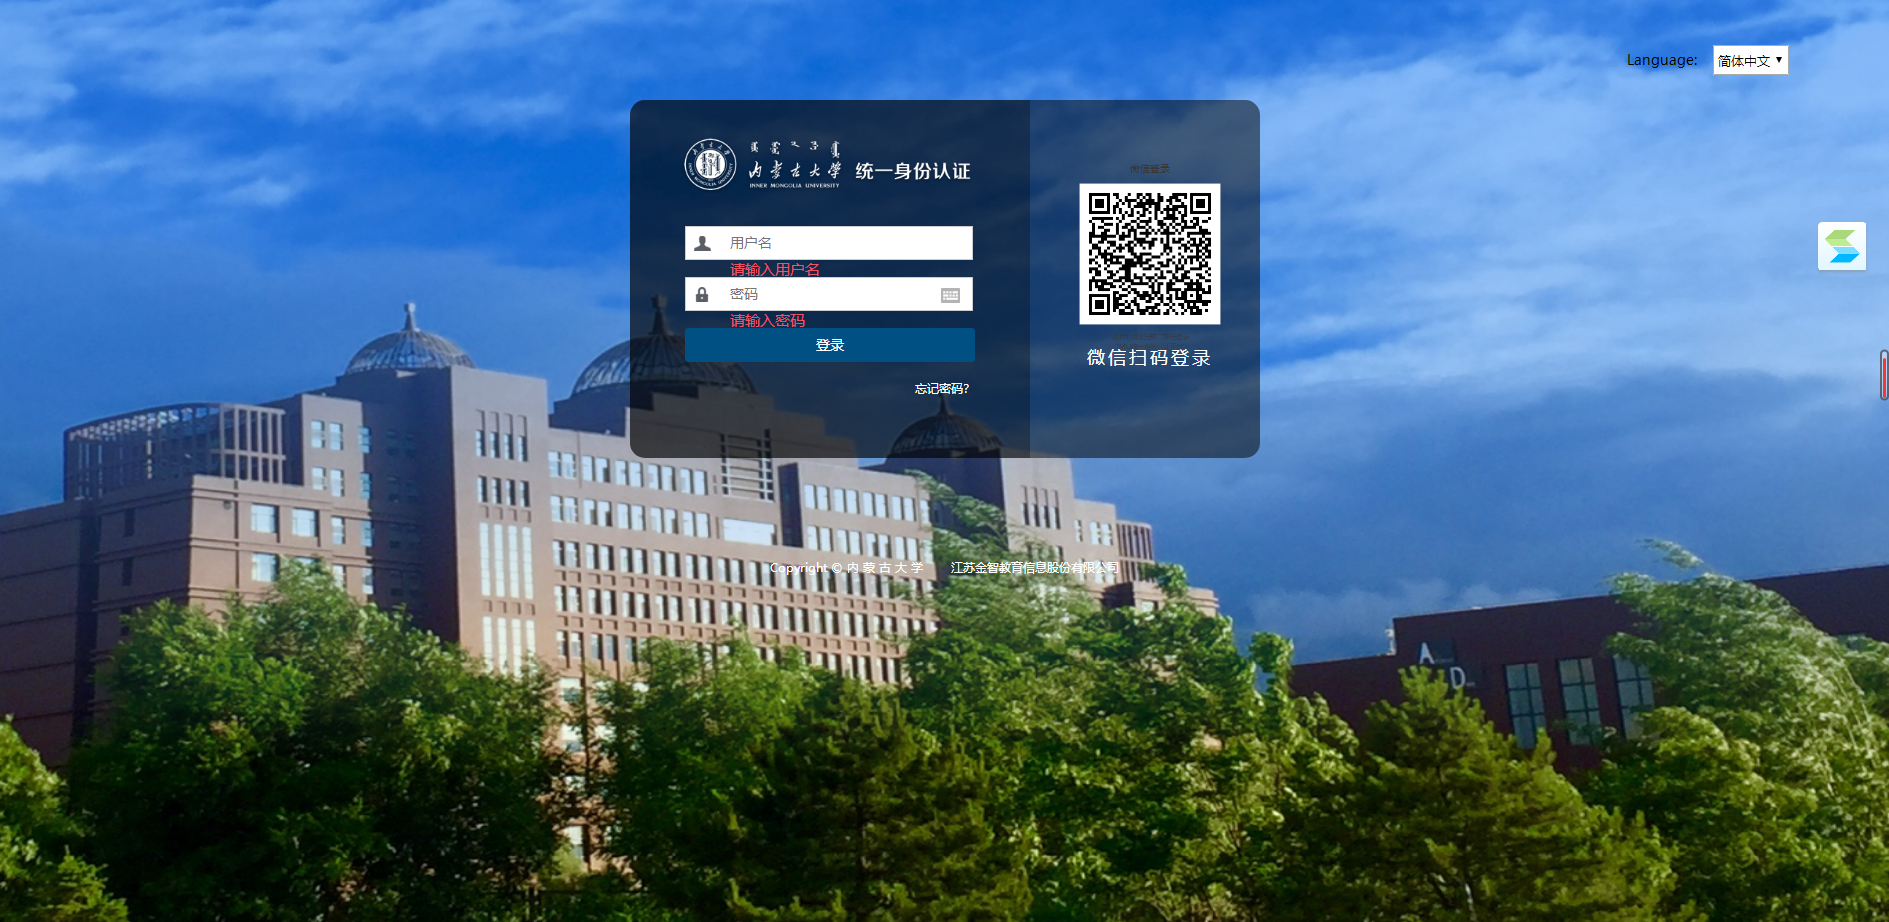 Language: 简体中文
内蒙古大学 统一身份认证
INNER MONGOLIA UNIVERSITY
用户名
请输入用户名
密码
请输入密码
登录
忘记密码?
微信登录
微信扫码登录
Copyright © 内 蒙 古 大 学 江苏金智教育信息股份有限公司
A
D